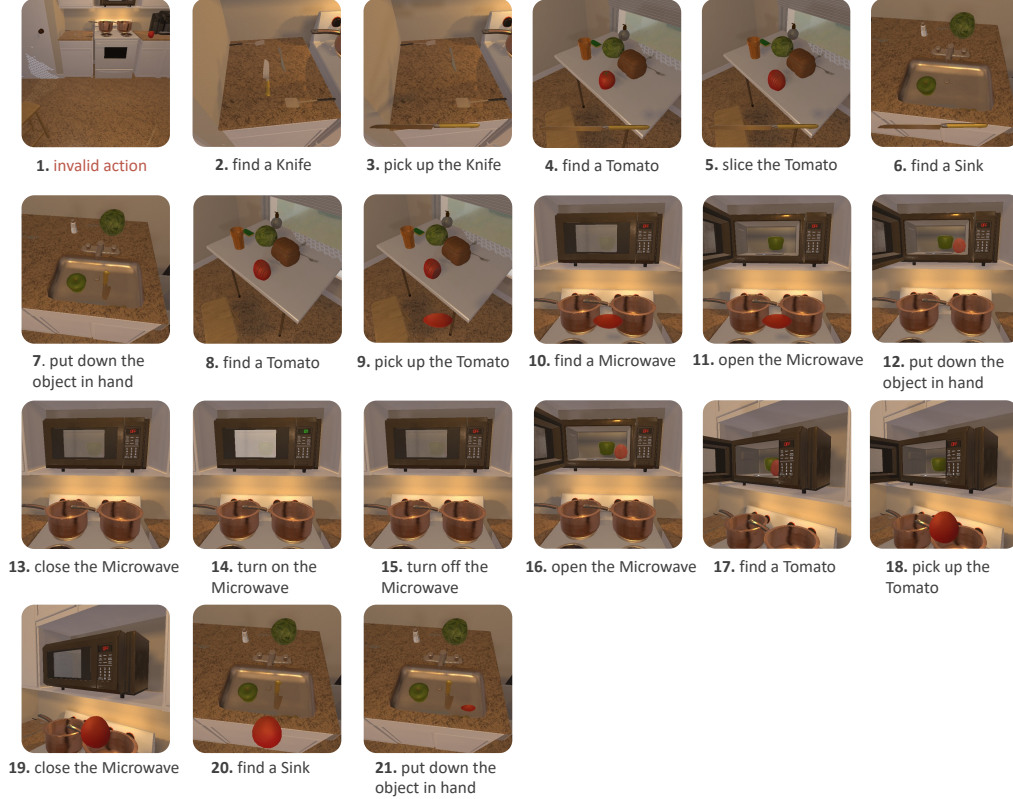 1. invalid action
2. find a Knife
3. pick up the Knife
4. find a Tomato
5. slice the Tomato
6. find a Sink
7. put down the
object in hand
8. find a Tomato
9. pick up the Tomato
10. find a Microwave
11. open the Microwave
12. put down the
object in hand
13. close the Microwave
14. turn on the
Microwave
15. turn off the
Microwave
16. open the Microwave
17. find a Tomato
18. pick up the
Tomato
19. close the Microwave
20. find a Sink
21. put down the
object in hand